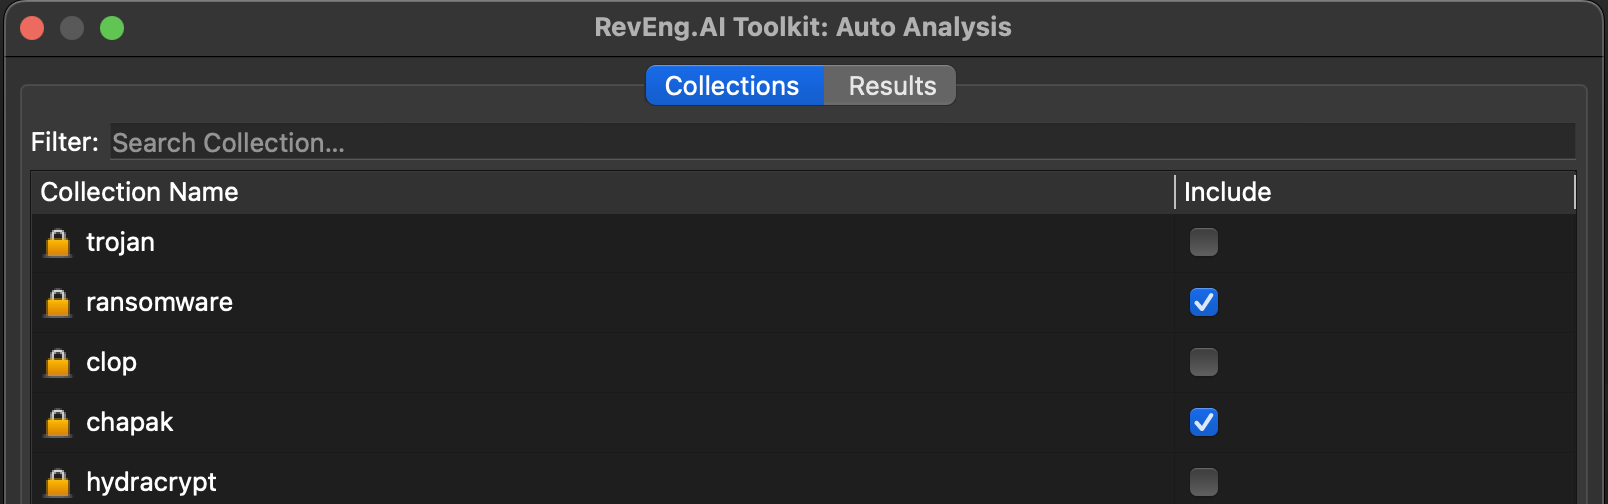 RevEng.AI Toolkit: Auto Analysis
Collections Results
Filter: Search Collection...
Collection Name Include
trojan
ransomware
clop
chapak
hydracrypt